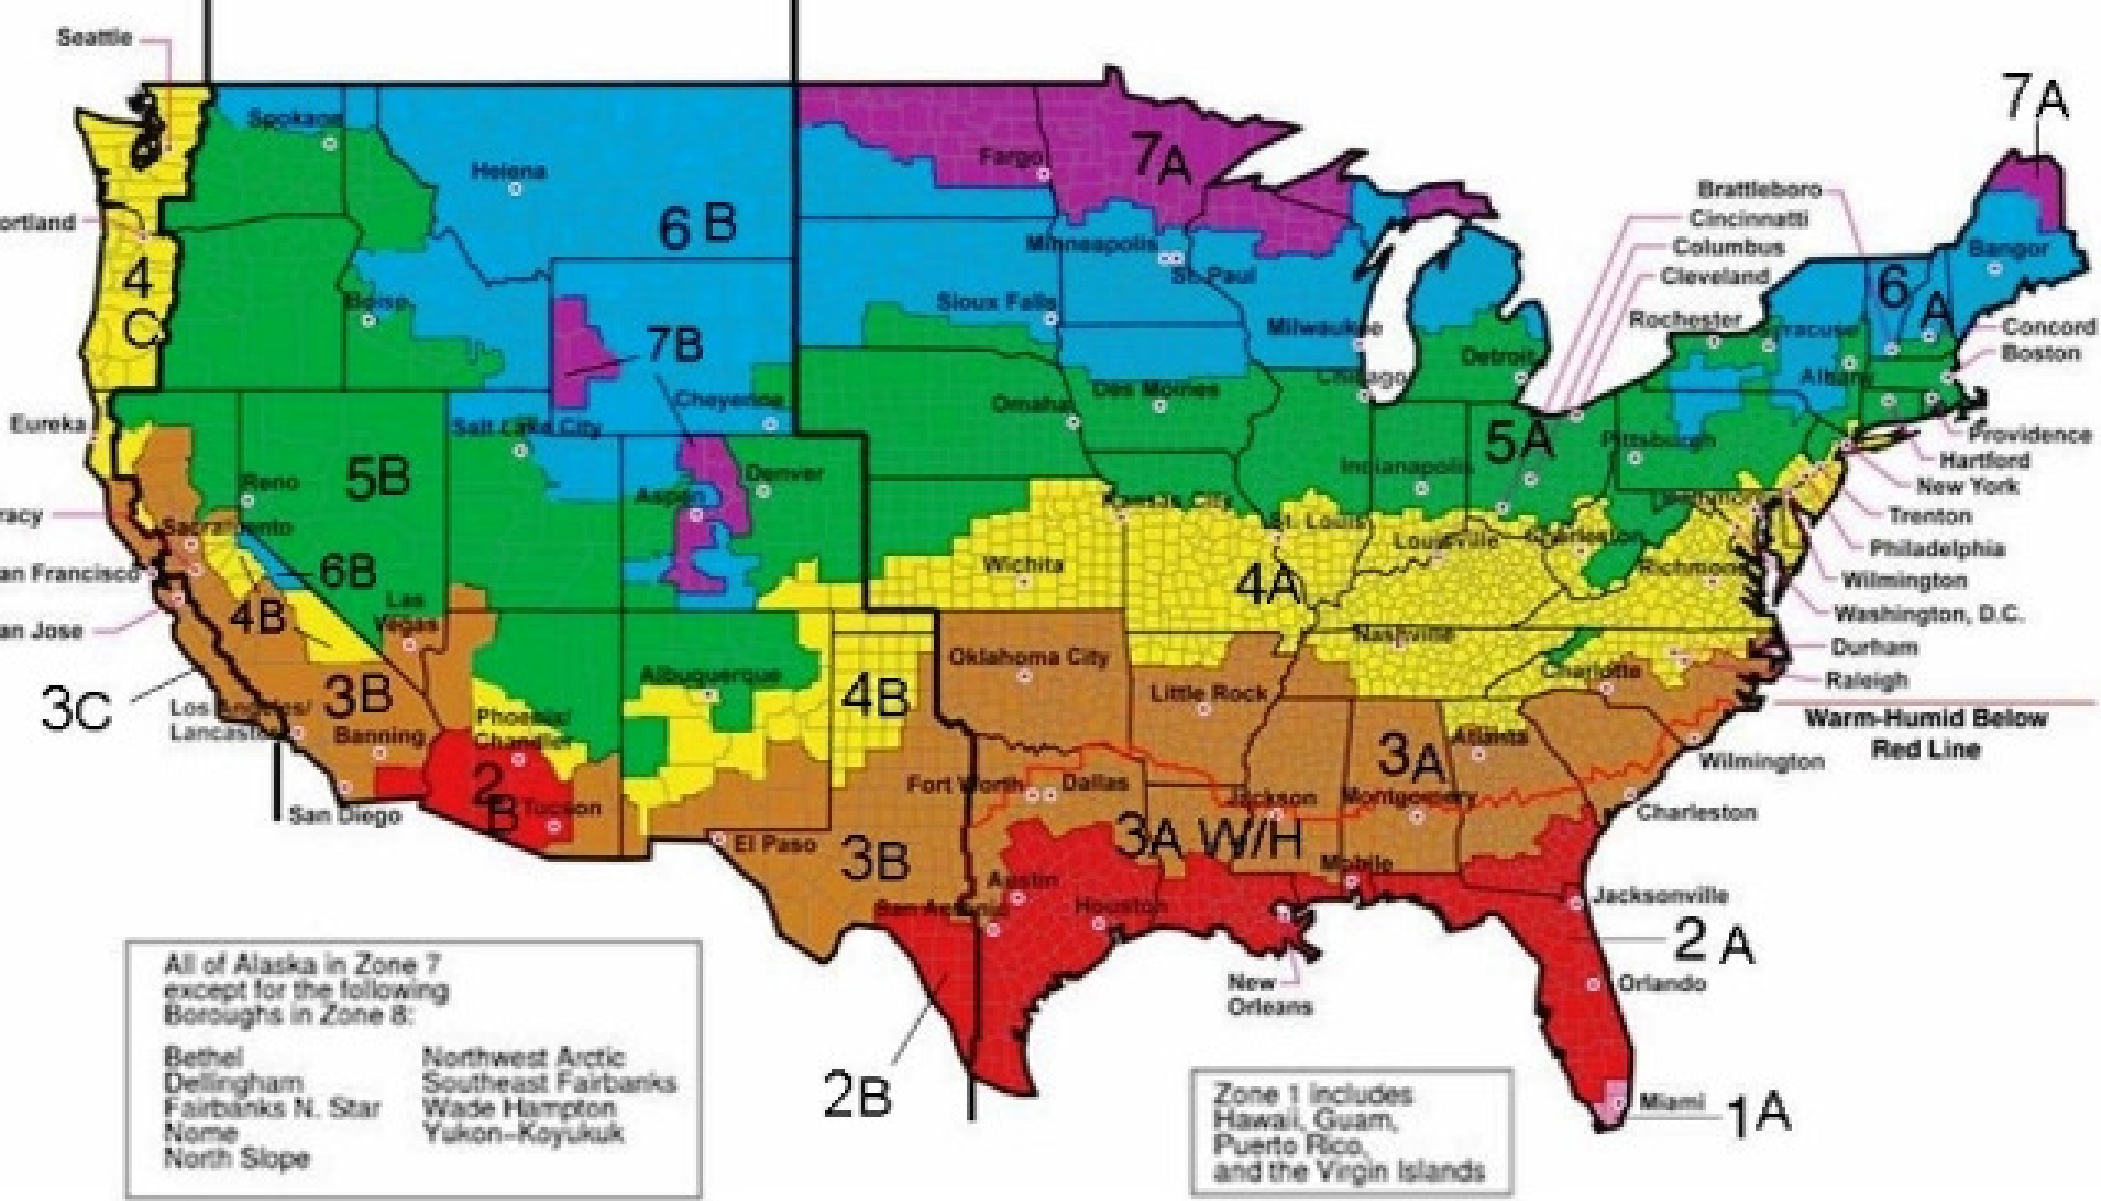 Seattle
7A
Spokane
Helena
Fargo
7A
Brattleboro
Cincinnatti
Columbus
Cleveland
Rochester
ortland
6B
Minneapolis
St. Paul
Bangor
4
C
Boise
Sioux Falls
Milwaukee
Syracuse
6
A
Concord
Boston
7B
Detroit
Chicago
Albany
Eureka
Cheyenne
Omaha
Des Moines
Salt Lake City
5A
Pittsburgh
Providence
Hartford
New York
Reno
5B
Aspen
Denver
Indianapolis
Trenton
racy
Sacramento
Kansas City
St. Louis
Louisville
Charleston
Philadelphia
an Francisco
6B
Wichita
4A
Richmond
Wilmington
4B
Las
Vegas
Washington, D.C.
an Jose
Nashville
Durham
Albuquerque
Oklahoma City
Charlotte
Raleigh
3C
3B
4B
Little Rock
Los Angeles/
Lancaster
Banning
Phoenix/
Chandler
3A
Atlanta
Warm-Humid Below
Red Line
2
B
Tucson
Fort Worth
Dallas
Jackson
Montgomery
Wilmington
San Diego
El Paso
3B
3A W/H
Charleston
Mobile
Austin
San Antonio
Houston
Jacksonville
2A
New
Orleans
Orlando
2B
Miami
1A
All of Alaska in Zone 7
except for the following
Boroughs in Zone 8:
Bethel
Dellingham
Fairbanks N. Star
Nome
North Slope
Northwest Arctic
Southeast Fairbanks
Wade Hampton
Yukon-Koyukuk
Zone 1 includes
Hawaii, Guam,
Puerto Rico,
and the Virgin Islands